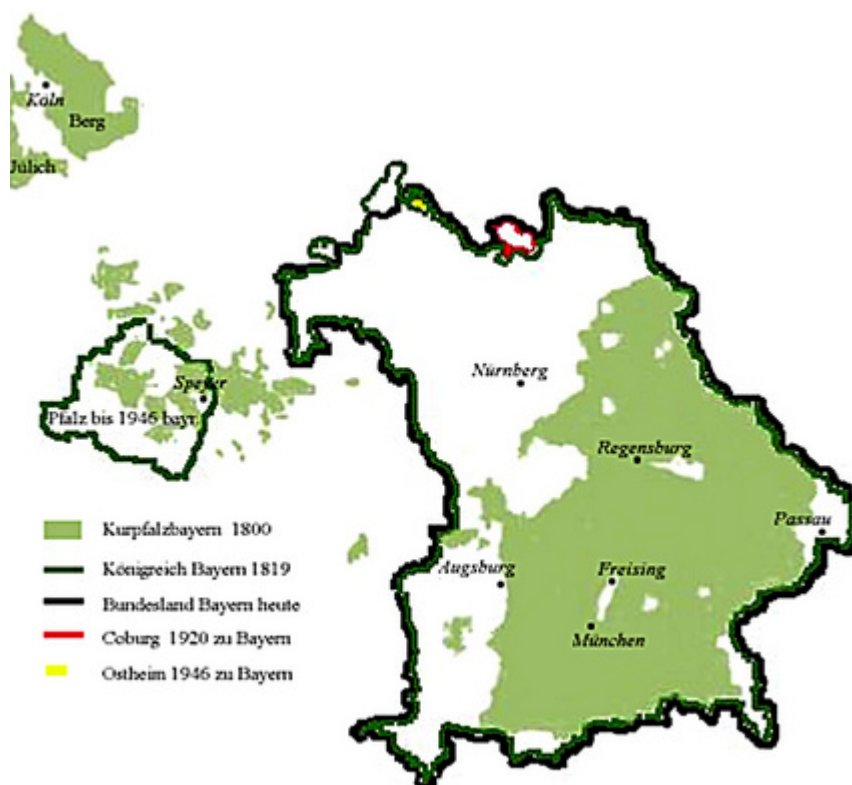 Köln
Berg
Jülich
Nürnberg
Speyer
Pfalz bis 1946 bayr.
Regensburg
Passau
Augsburg
Freising
München
Kurpfalzbayern 1800
Königreich Bayern 1819
Bundesland Bayern heute
Coburg 1920 zu Bayern
Ostheim 1946 zu Bayern